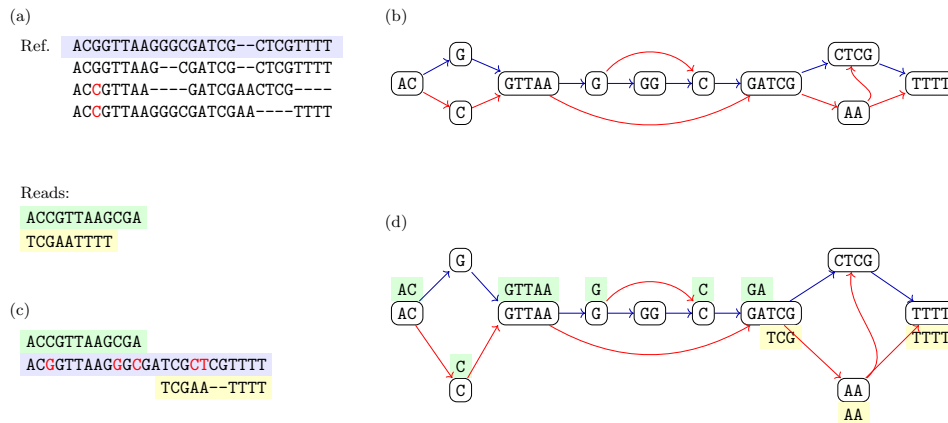 (a)
Ref. ACGGTTAAGGGCGATCG--CTCGTTTT
ACGGTTAAG--CGATCG--CTCGTTTT
ACCGTTAA----GATCGAACTCG----
ACCGTTAAGGGCGATCGAA----TTTT
Reads:
ACCGTTAAGCGA
TCGAATTTT
(c)
ACCGTTAAGCGA
ACGGTTAAGGGCGATCGCTCGTTTT
TCGAA--TTTT
(b)
G CTCG
AC GTTAA G GG C GATCG TTTT
C AA
(d)
G CTCG
AC GTTAA G C GA
AC GTTAA G GG C GATCG TTTT
TCG TTTT
C
C AA
AA